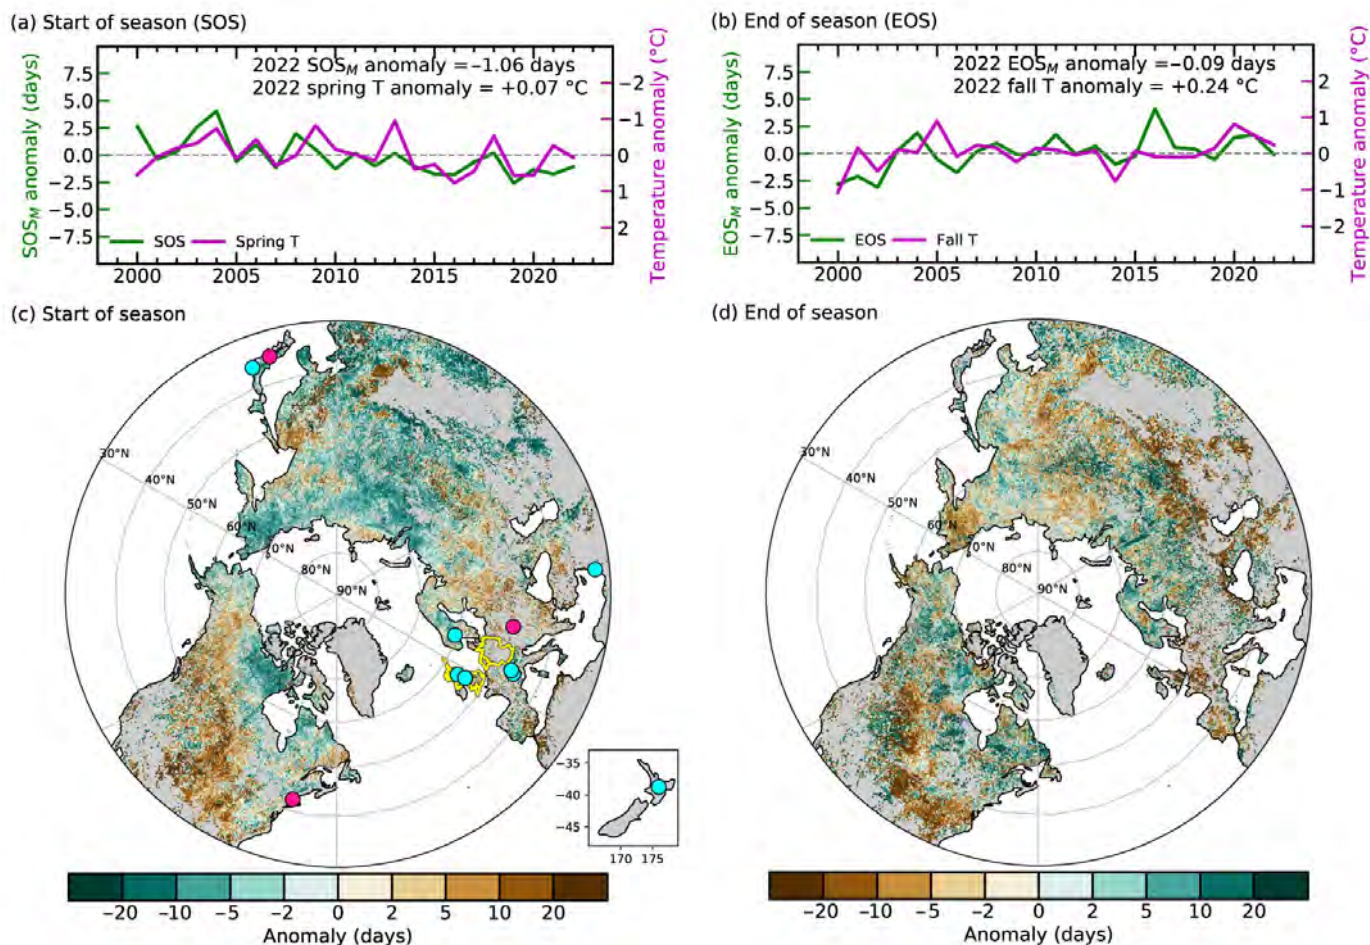 (a) Start of season (SOS)
2022 SOS_M anomaly =–1.06 days
2022 spring T anomaly = +0.07 °C
SOS_M anomaly (days)
7.5
5.0
2.5
0.0
−2.5
−5.0
−7.5
−2
−1
0
1
2
Temperature anomaly (°C)
SOS
Spring T
2000 2005 2010 2015 2020
(b) End of season (EOS)
2022 EOS_M anomaly =–0.09 days
2022 fall T anomaly = +0.24 °C
EOS_M anomaly (days)
7.5
5.0
2.5
0.0
−2.5
−5.0
−7.5
2
1
0
−1
−2
Temperature anomaly (°C)
EOS
Fall T
2000 2005 2010 2015 2020
(c) Start of season
30°N
40°N
50°N
60°N
70°N
80°N
90°N
−35
−40
−45
170 175
−20 −10 −5 −2 0 2 5 10 20
Anomaly (days)
(d) End of season
30°N
40°N
50°N
60°N
70°N
80°N
90°N
−20 −10 −5 −2 0 2 5 10 20
Anomaly (days)